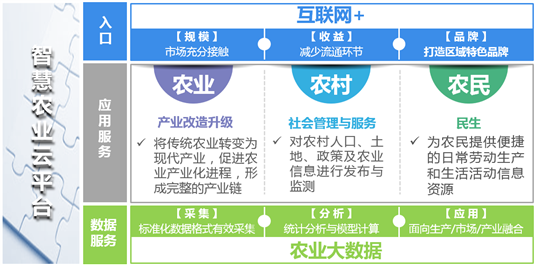 智慧农业云平台
入口
互联网+
【规模】
市场充分接触
【收益】
减少流通环节
【品牌】
打造区域特色品牌
应用服务
农业
产业改造升级
✓ 将传统农业转变为
现代产业，促进农
业产业化进程，形
成完整的产业链
农村
社会管理与服务
✓ 对农村人口、土
地、政策及农业
信息进行发布与
监测
农民
民生
✓ 为农民提供便捷
的日常劳动生产
和生活活动信息
资源
数据
服务
【采集】
标准化数据格式有效采集
【分析】
统计分析与模型计算
【应用】
面向生产/市场/产业融合
农业大数据